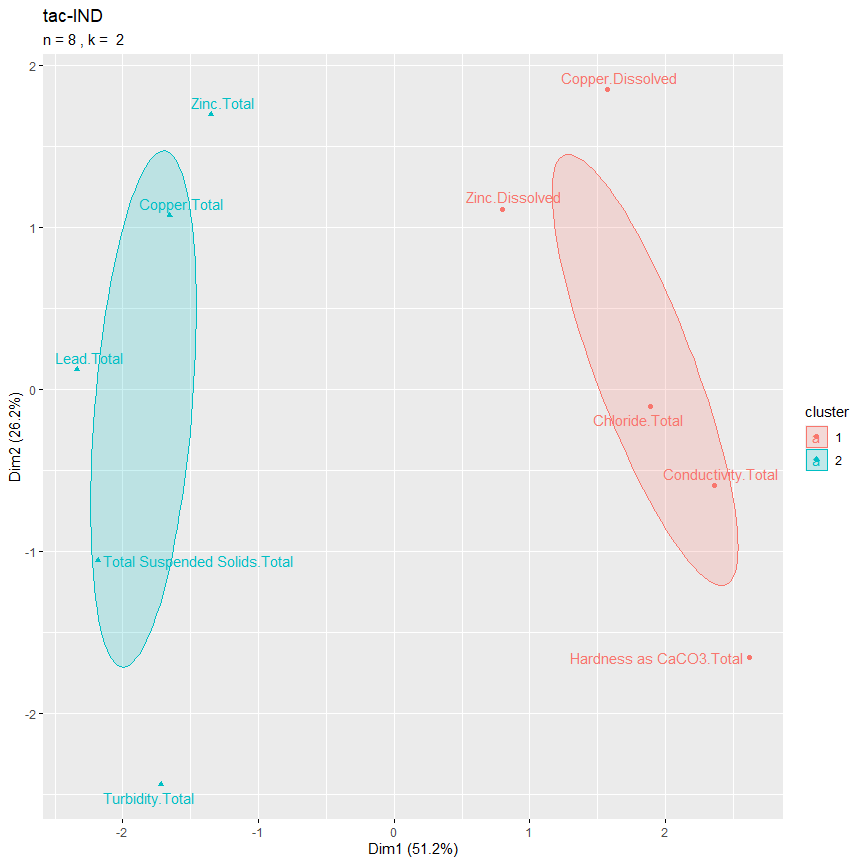 tac-IND
n = 8 , k =  2
2
Copper.Dissolved
Zinc.Total
Zinc.Dissolved
Copper.Total
1
Lead.Total
0
Chloride.Total
cluster
1
2
Dim2 (26.2%)
Conductivity.Total
-1
Total Suspended Solids.Total
Hardness as CaCO3.Total
-2
Turbidity.Total
-2
-1
0
1
2
Dim1 (51.2%)